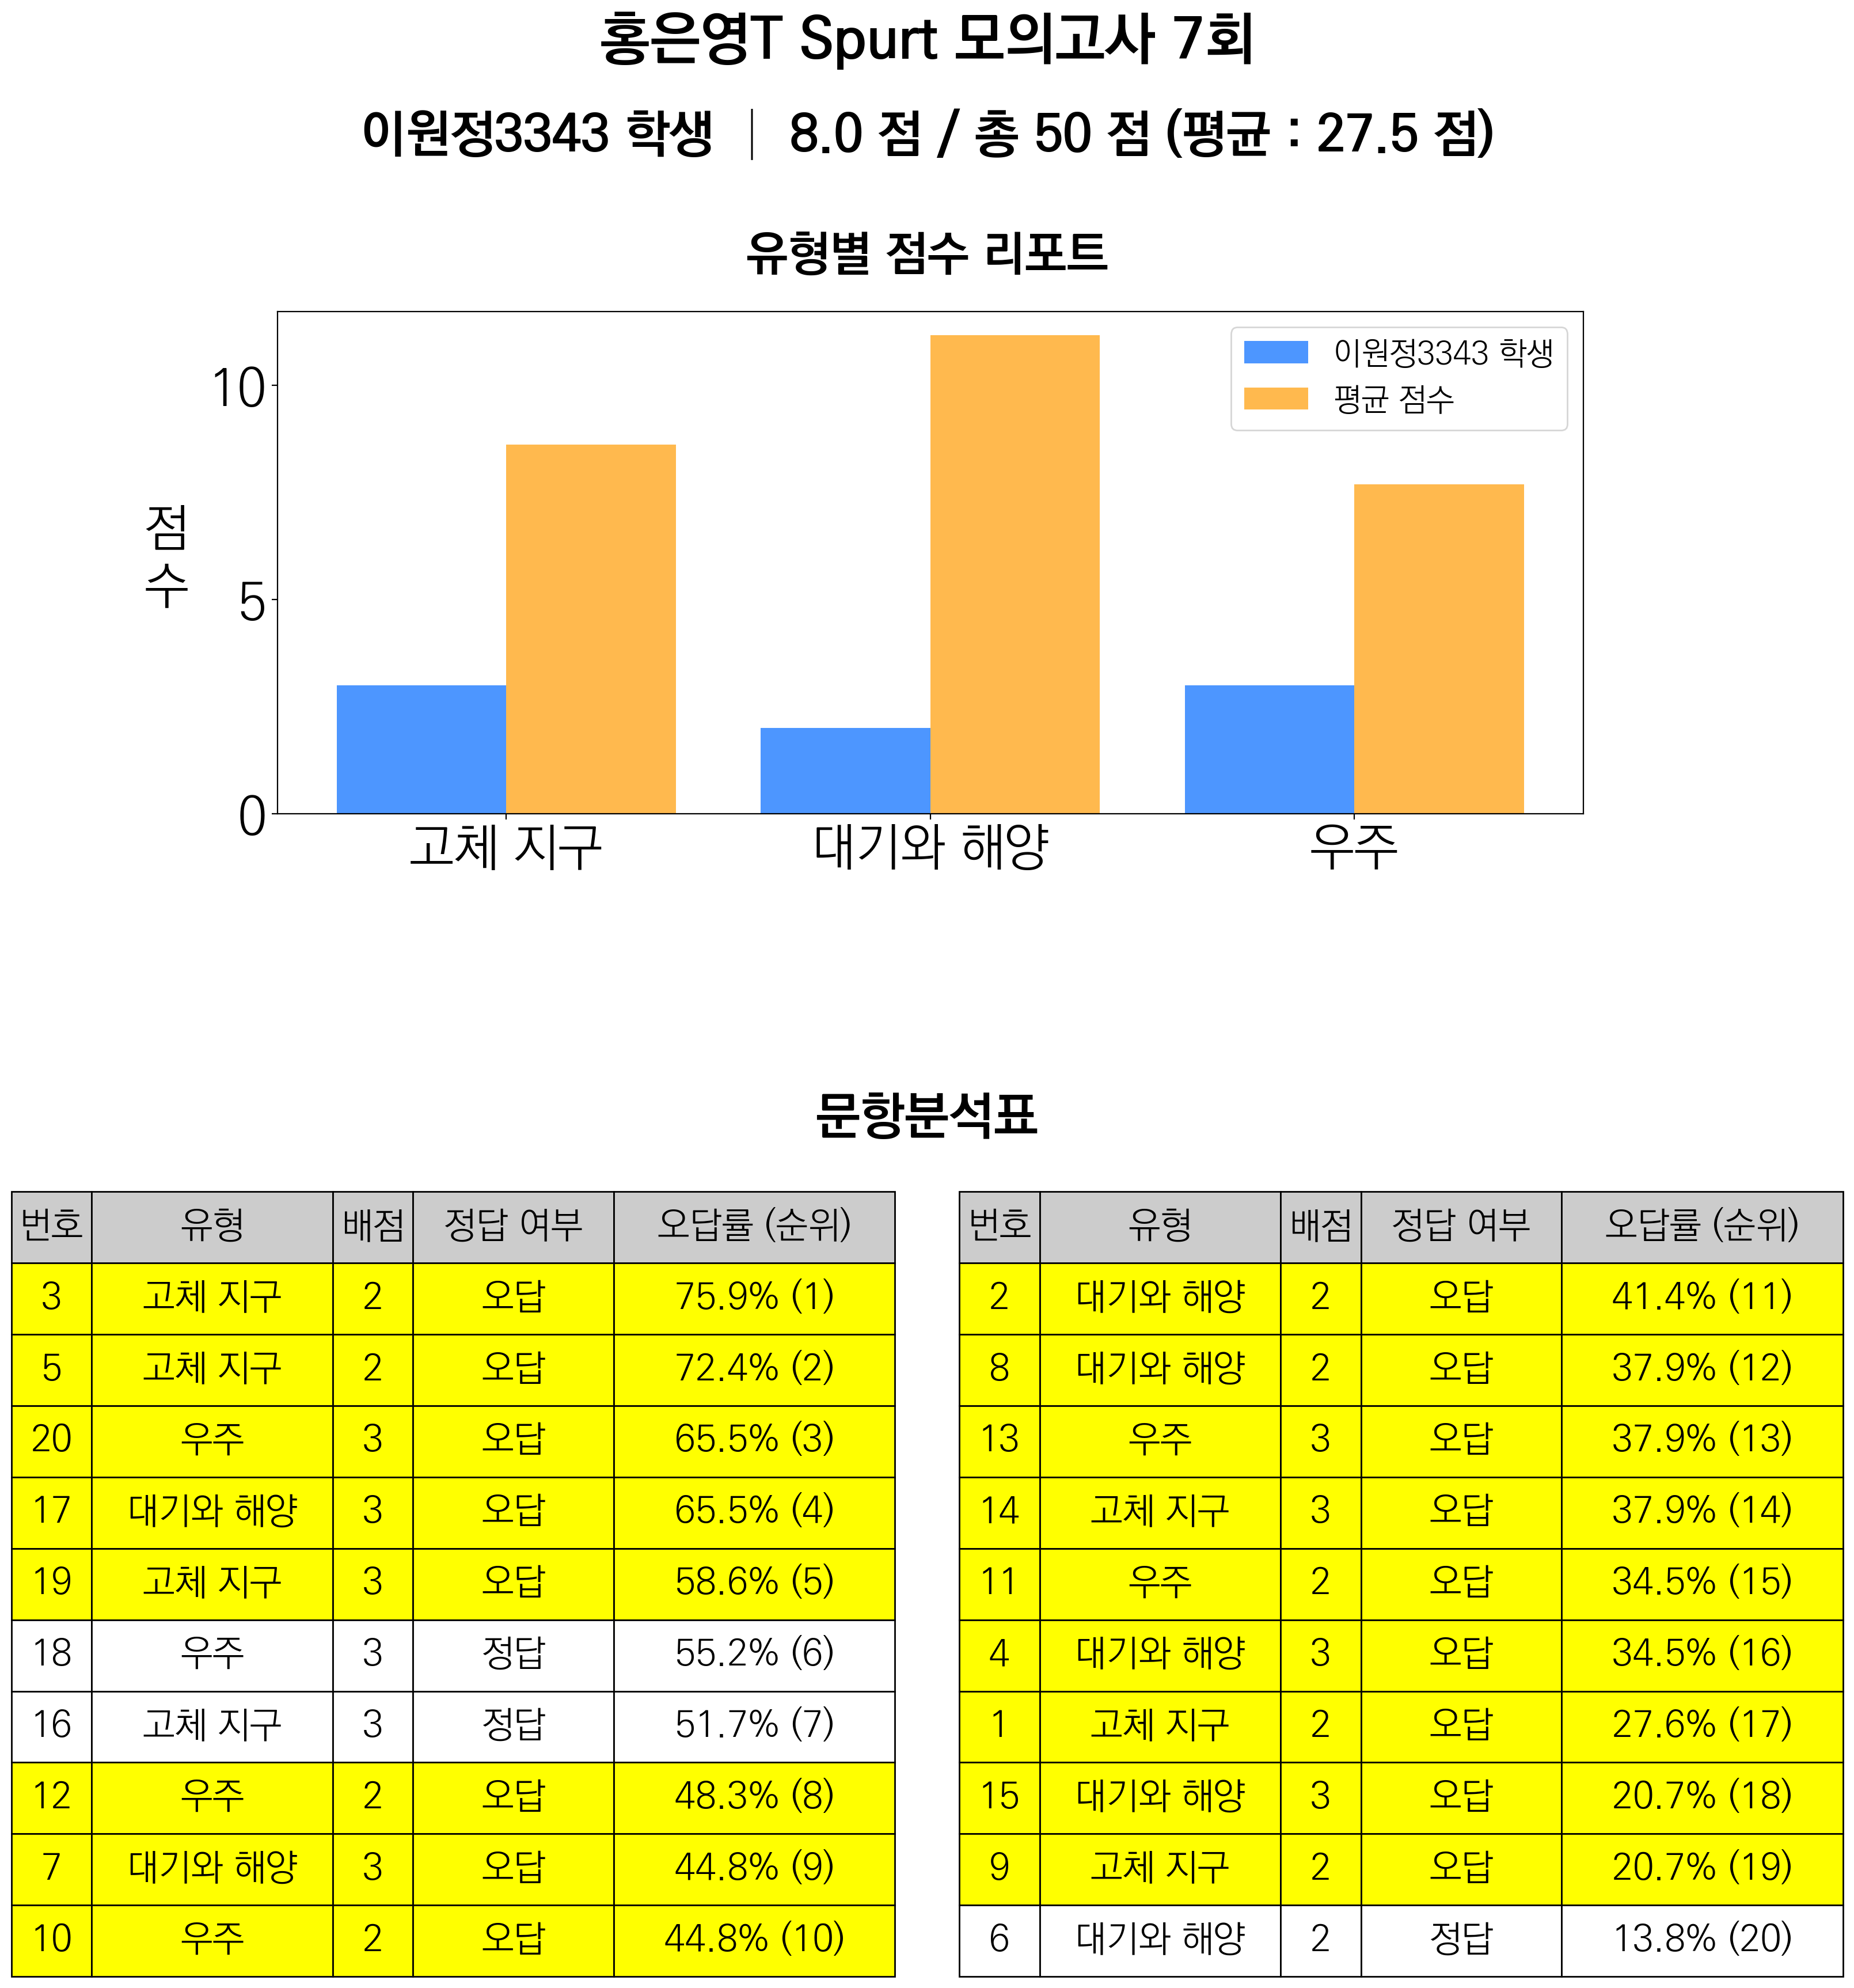 홍은영T Spurt 모의고사 7회
이원정3343 학생 | 8.0 점 / 총 50 점 (평균 : 27.5 점)
유형별 점수 리포트
이원정3343 학생
평균 점수
점
수
10
5
0
고체 지구 대기와 해양 우주
문항분석표
번호 유형 배점 정답 여부 오답률 (순위)
3 고체 지구 2 오답 75.9% (1)
5 고체 지구 2 오답 72.4% (2)
20 우주 3 오답 65.5% (3)
17 대기와 해양 3 오답 65.5% (4)
19 고체 지구 3 오답 58.6% (5)
18 우주 3 정답 55.2% (6)
16 고체 지구 3 정답 51.7% (7)
12 우주 2 오답 48.3% (8)
7 대기와 해양 3 오답 44.8% (9)
10 우주 2 오답 44.8% (10)
번호 유형 배점 정답 여부 오답률 (순위)
2 대기와 해양 2 오답 41.4% (11)
8 대기와 해양 2 오답 37.9% (12)
13 우주 3 오답 37.9% (13)
14 고체 지구 3 오답 37.9% (14)
11 우주 2 오답 34.5% (15)
4 대기와 해양 3 오답 34.5% (16)
1 고체 지구 2 오답 27.6% (17)
15 대기와 해양 3 오답 20.7% (18)
9 고체 지구 2 오답 20.7% (19)
6 대기와 해양 2 정답 13.8% (20)